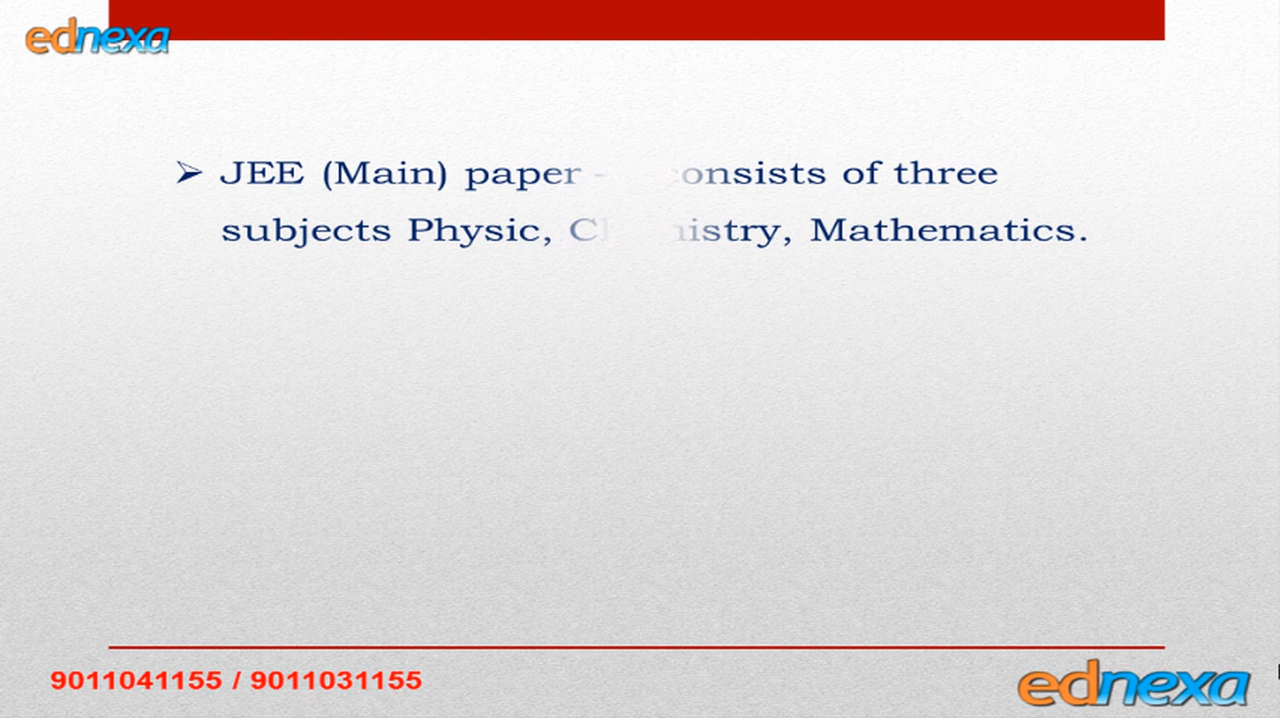 ednexa
➢ JEE (Main) paper - consists of three
subjects Physic, Chemistry, Mathematics.
9011041155 / 9011031155
ednexa